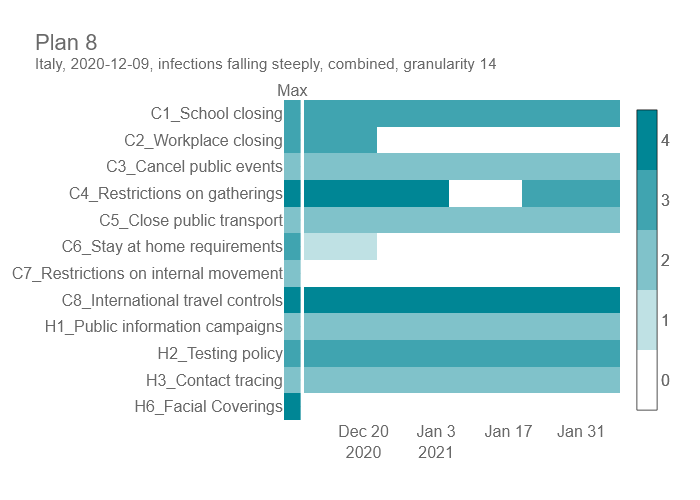 Plan 8
Italy, 2020-12-09, infections falling steeply, combined, granularity 14
Max
C1_School closing
C2_Workplace closing
C3_Cancel public events
C4_Restrictions on gatherings
C5_Close public transport
C6_Stay at home requirements
C7_Restrictions on internal movement
C8_International travel controls
H1_Public information campaigns
H2_Testing policy
H3_Contact tracing
H6_Facial Coverings
4
3
2
1
0
Dec 20 Jan 3 Jan 17 Jan 31
2020 2021